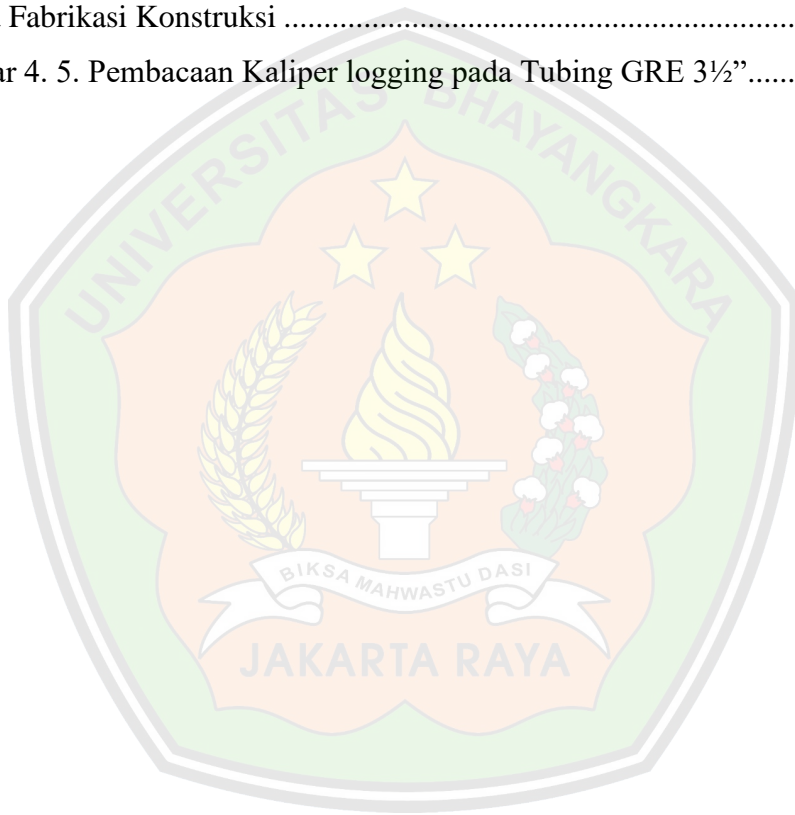 Fabrikasi Konstruksi ................................................................
ar 4. 5. Pembacaan Kaliper logging pada Tubing GRE 3½”......
UNIVERSITAS BHAYANGKARA
BIKSA MAHWASTU DASI
JAKARTA RAYA